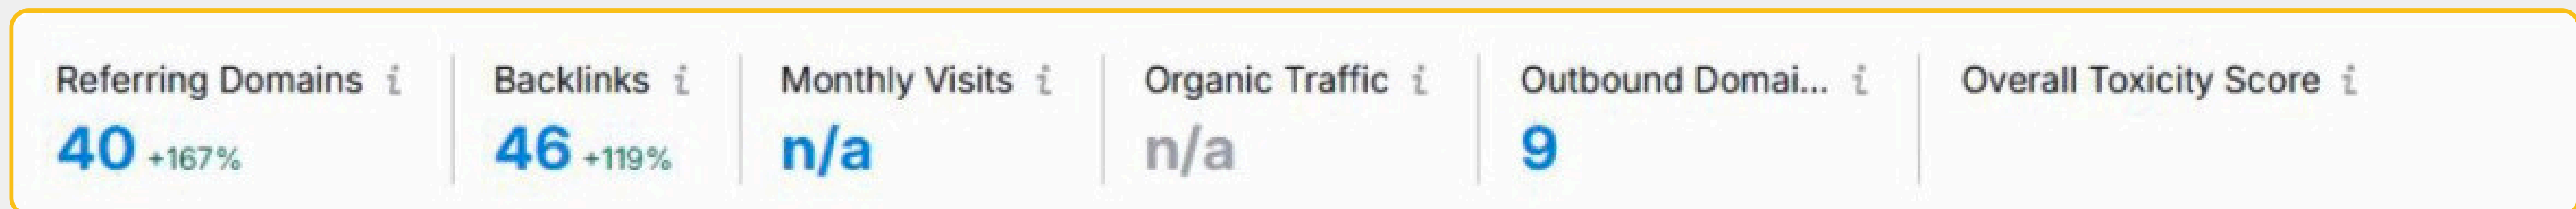 Referring Domains i Backlinks i Monthly Visits i Organic Traffic i Outbound Domai... i Overall Toxicity Score i
40 +167% 46 +119% n/a n/a 9